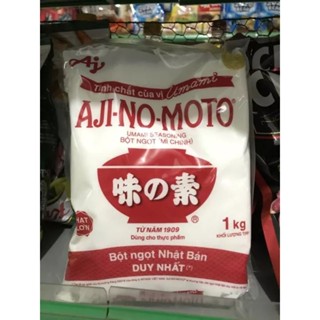 Aj
Tinh chất của vị Umami
AJI-NO-MOTO®
UMAMI SEASONING
BỘT NGỌT (MÌ CHÍNH)
味の素
®
HẠT LỚN
TỪ NĂM 1909
Dùng cho thực phẩm
1 kg
KHỐI LƯỢNG TỊNH
Bột ngọt Nhật Bản
DUY NHẤT (*)